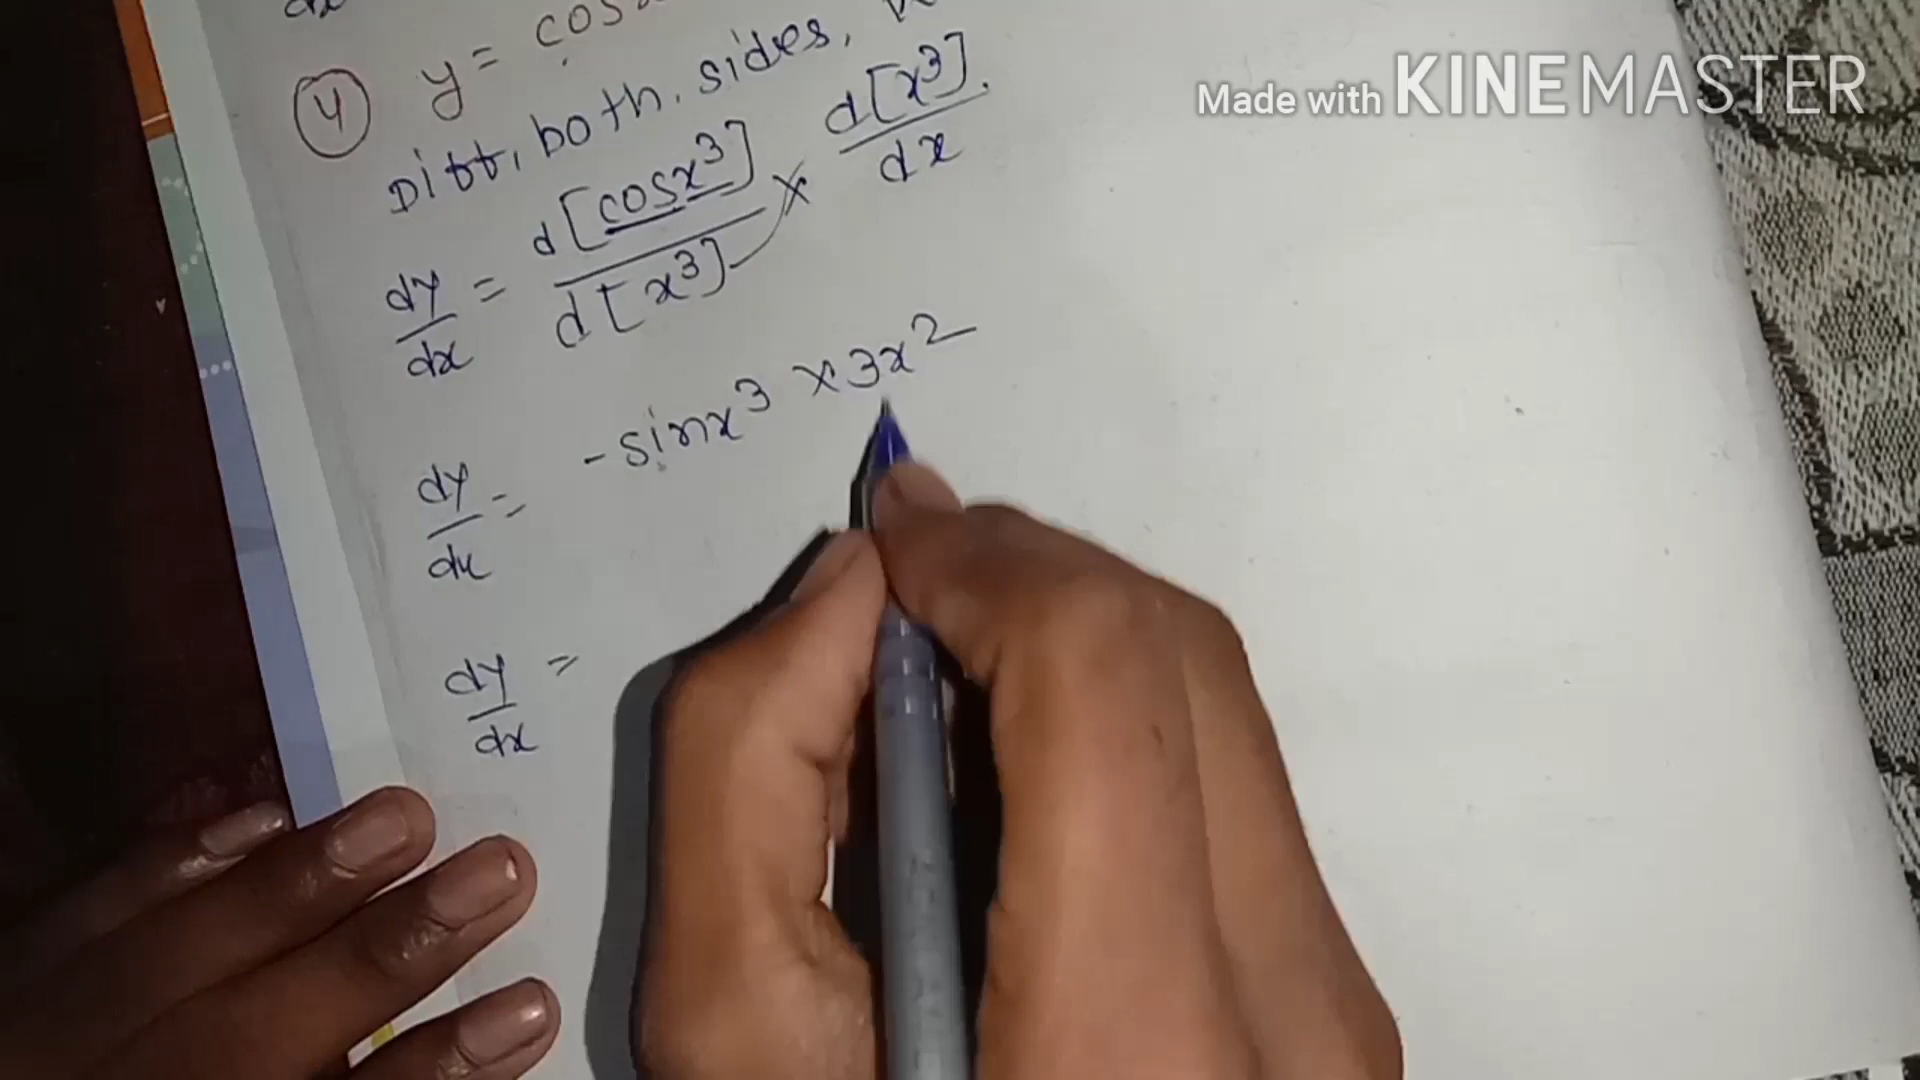 Made with KINEMASTER
4 y = cosx
Diff, both, sides,
dy/dx = d[cosx³]/d[x³] × d[x³]/dx.
dy/dx = -sinx³ × 3x²
dy/dx =